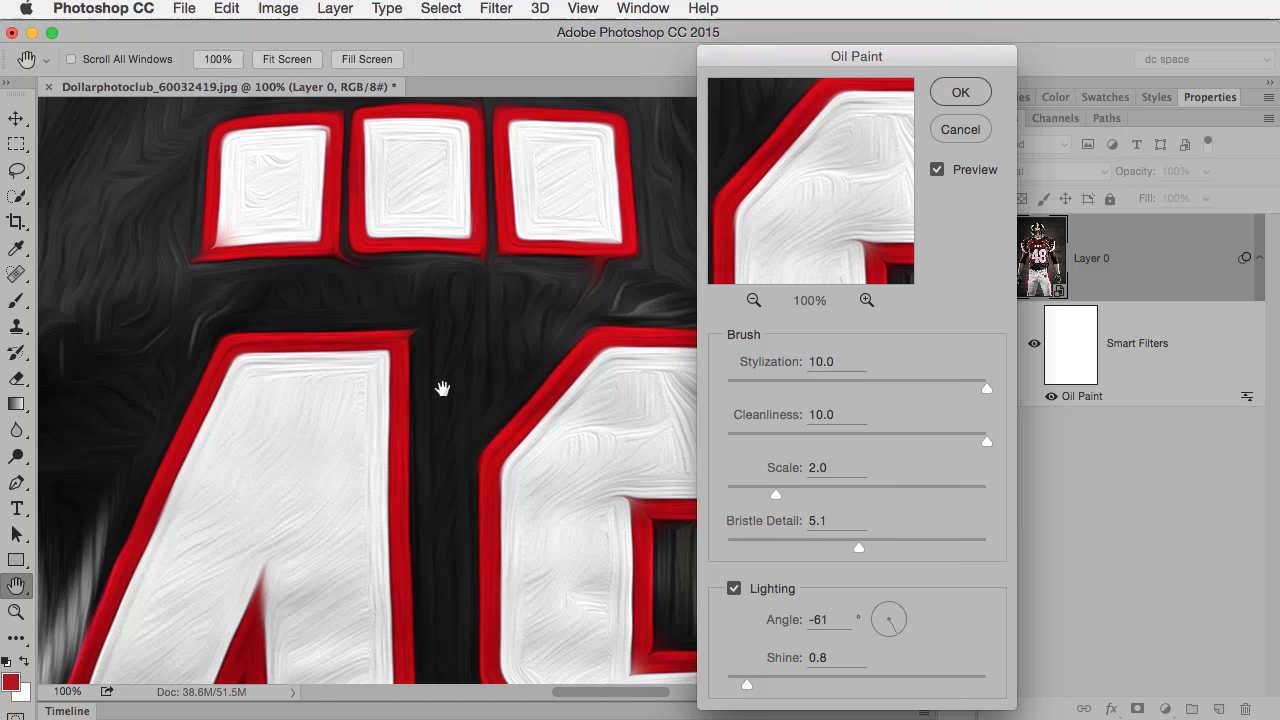 Photoshop CC File Edit Image Layer Type Select Filter 3D View Window Help
Adobe Photoshop CC 2015
Scroll All Windows 100% Fit Screen Fill Screen dc space
Dollarphotoclub_60032419.jpg @ 100% (Layer 0, RGB/8#) *
Oil Paint
OK
Cancel
Preview
100%
Brush
Stylization: 10.0
Cleanliness: 10.0
Scale: 2.0
Bristle Detail: 5.1
Lighting
Angle: -61 °
Shine: 0.8
Color Swatches Styles Properties
Channels Paths
Opacity: 100%
Fill: 100%
48
Layer 0
Smart Filters
Oil Paint
100% Doc: 38.6M/51.5M
Timeline